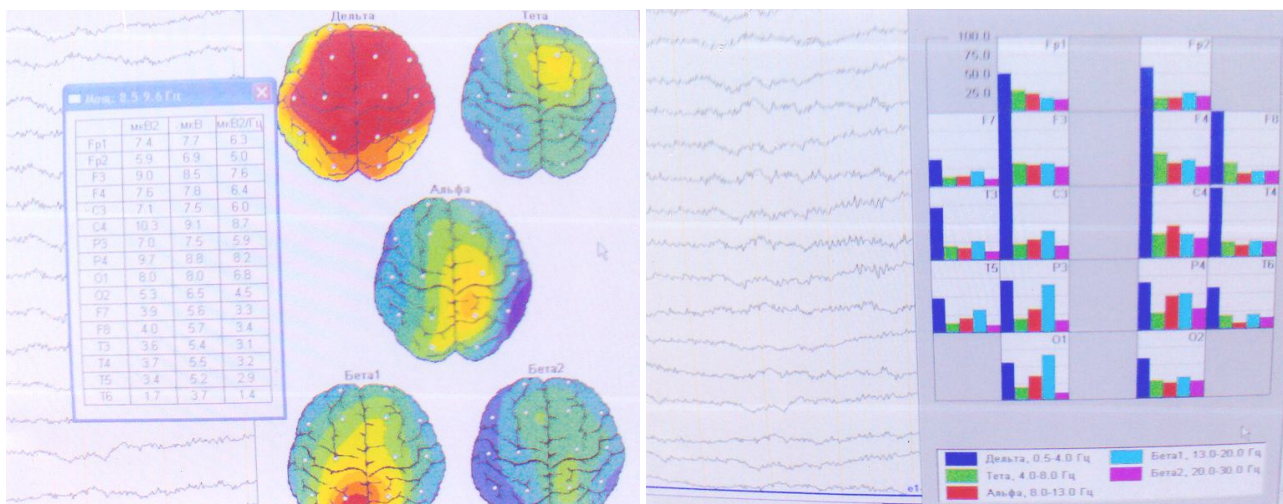 Дельта Тета
Мощ. 8.5-9.6 Гц
мкВ2 мкВ мкВ2/Гц
Fp1 7.4 7.7 6.3
Fp2 5.9 6.9 5.0
F3 9.0 8.5 7.6
F4 7.6 7.8 6.4
C3 7.1 7.5 6.0
C4 10.3 9.1 8.7
P3 7.0 7.5 5.9
P4 9.7 8.8 8.2
O1 8.0 8.0 6.8
O2 5.3 6.5 4.5
F7 3.9 5.6 3.3
F8 4.0 5.7 3.4
T3 3.6 5.4 3.1
T4 3.7 5.5 3.2
T5 3.4 5.2 2.9
T6 1.7 3.7 1.4
Альфа
Бета1 Бета2
100.0 Fp1 Fp2
75.0
50.0
25.0
F7 F3 F4 F8
T3 C3 C4 T4
T5 P3 P4 T6
O1 O2
Дельта, 0.5-4.0 Гц Бета1, 13.0-20.0 Гц
Тета, 4.0-8.0 Гц Бета2, 20.0-30.0 Гц
Альфа, 8.0-13.0 Гц